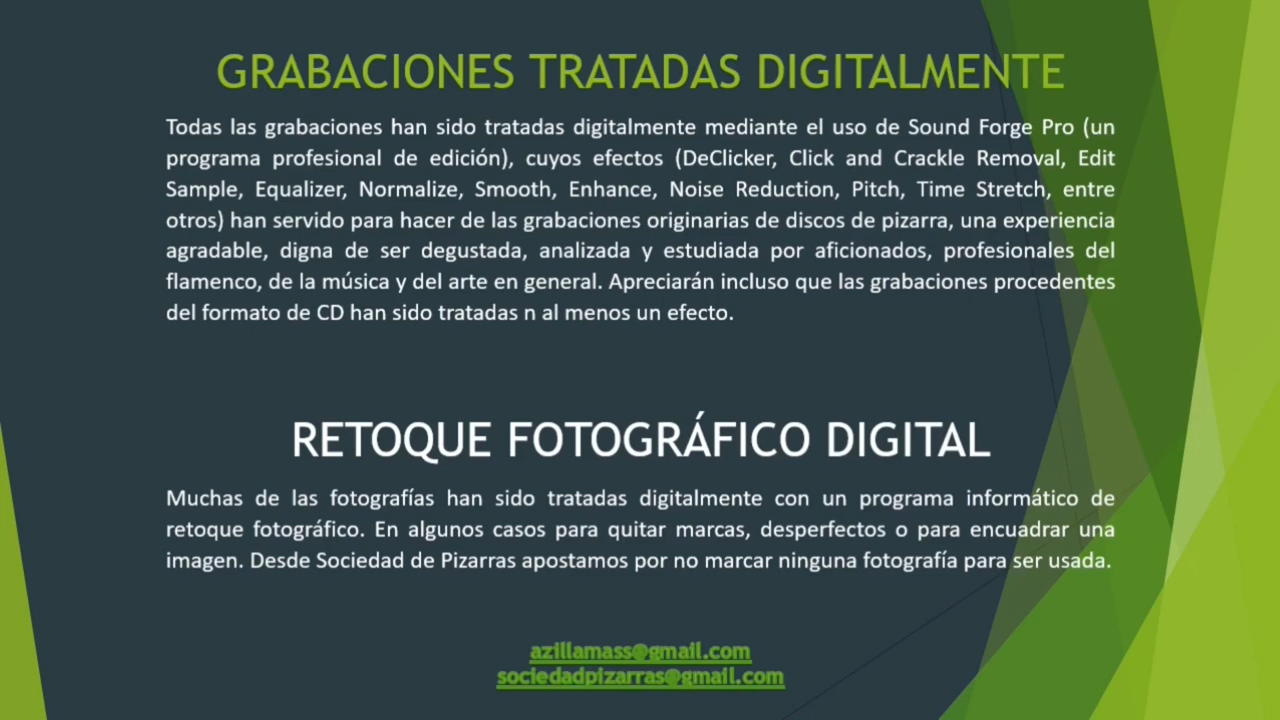 GRABACIONES TRATADAS DIGITALMENTE
Todas las grabaciones han sido tratadas digitalmente mediante el uso de Sound Forge Pro (un
programa profesional de edición), cuyos efectos (DeClicker, Click and Crackle Removal, Edit
Sample, Equalizer, Normalize, Smooth, Enhance, Noise Reduction, Pitch, Time Stretch, entre
otros) han servido para hacer de las grabaciones originarias de discos de pizarra, una experiencia
agradable, digna de ser degustada, analizada y estudiada por aficionados, profesionales del
flamenco, de la música y del arte en general. Apreciarán incluso que las grabaciones procedentes
del formato de CD han sido tratadas n al menos un efecto.
RETOQUE FOTOGRÁFICO DIGITAL
Muchas de las fotografías han sido tratadas digitalmente con un programa informático de
retoque fotográfico. En algunos casos para quitar marcas, desperfectos o para encuadrar una
imagen. Desde Sociedad de Pizarras apostamos por no marcar ninguna fotografía para ser usada.
azillamass@gmail.com
sociedadpizarras@gmail.com